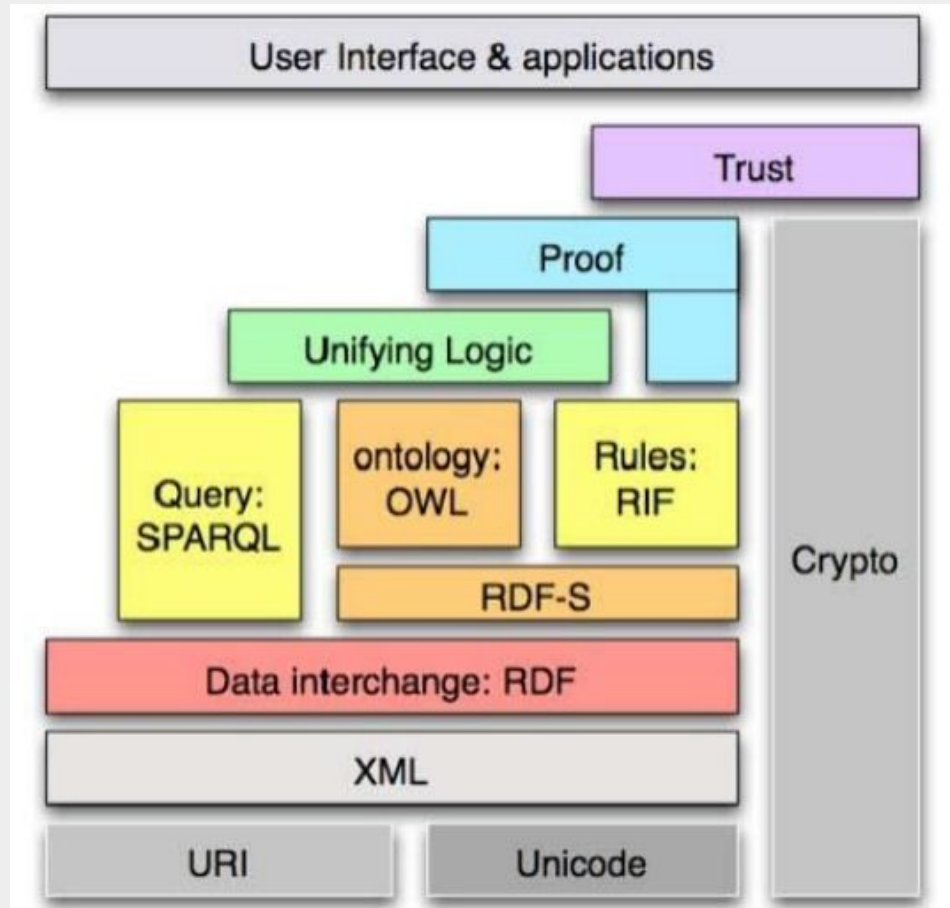 User Interface & applications
Trust
Proof
Unifying Logic
Query:
SPARQL
ontology:
OWL
Rules:
RIF
Crypto
RDF-S
Data interchange: RDF
XML
URI
Unicode